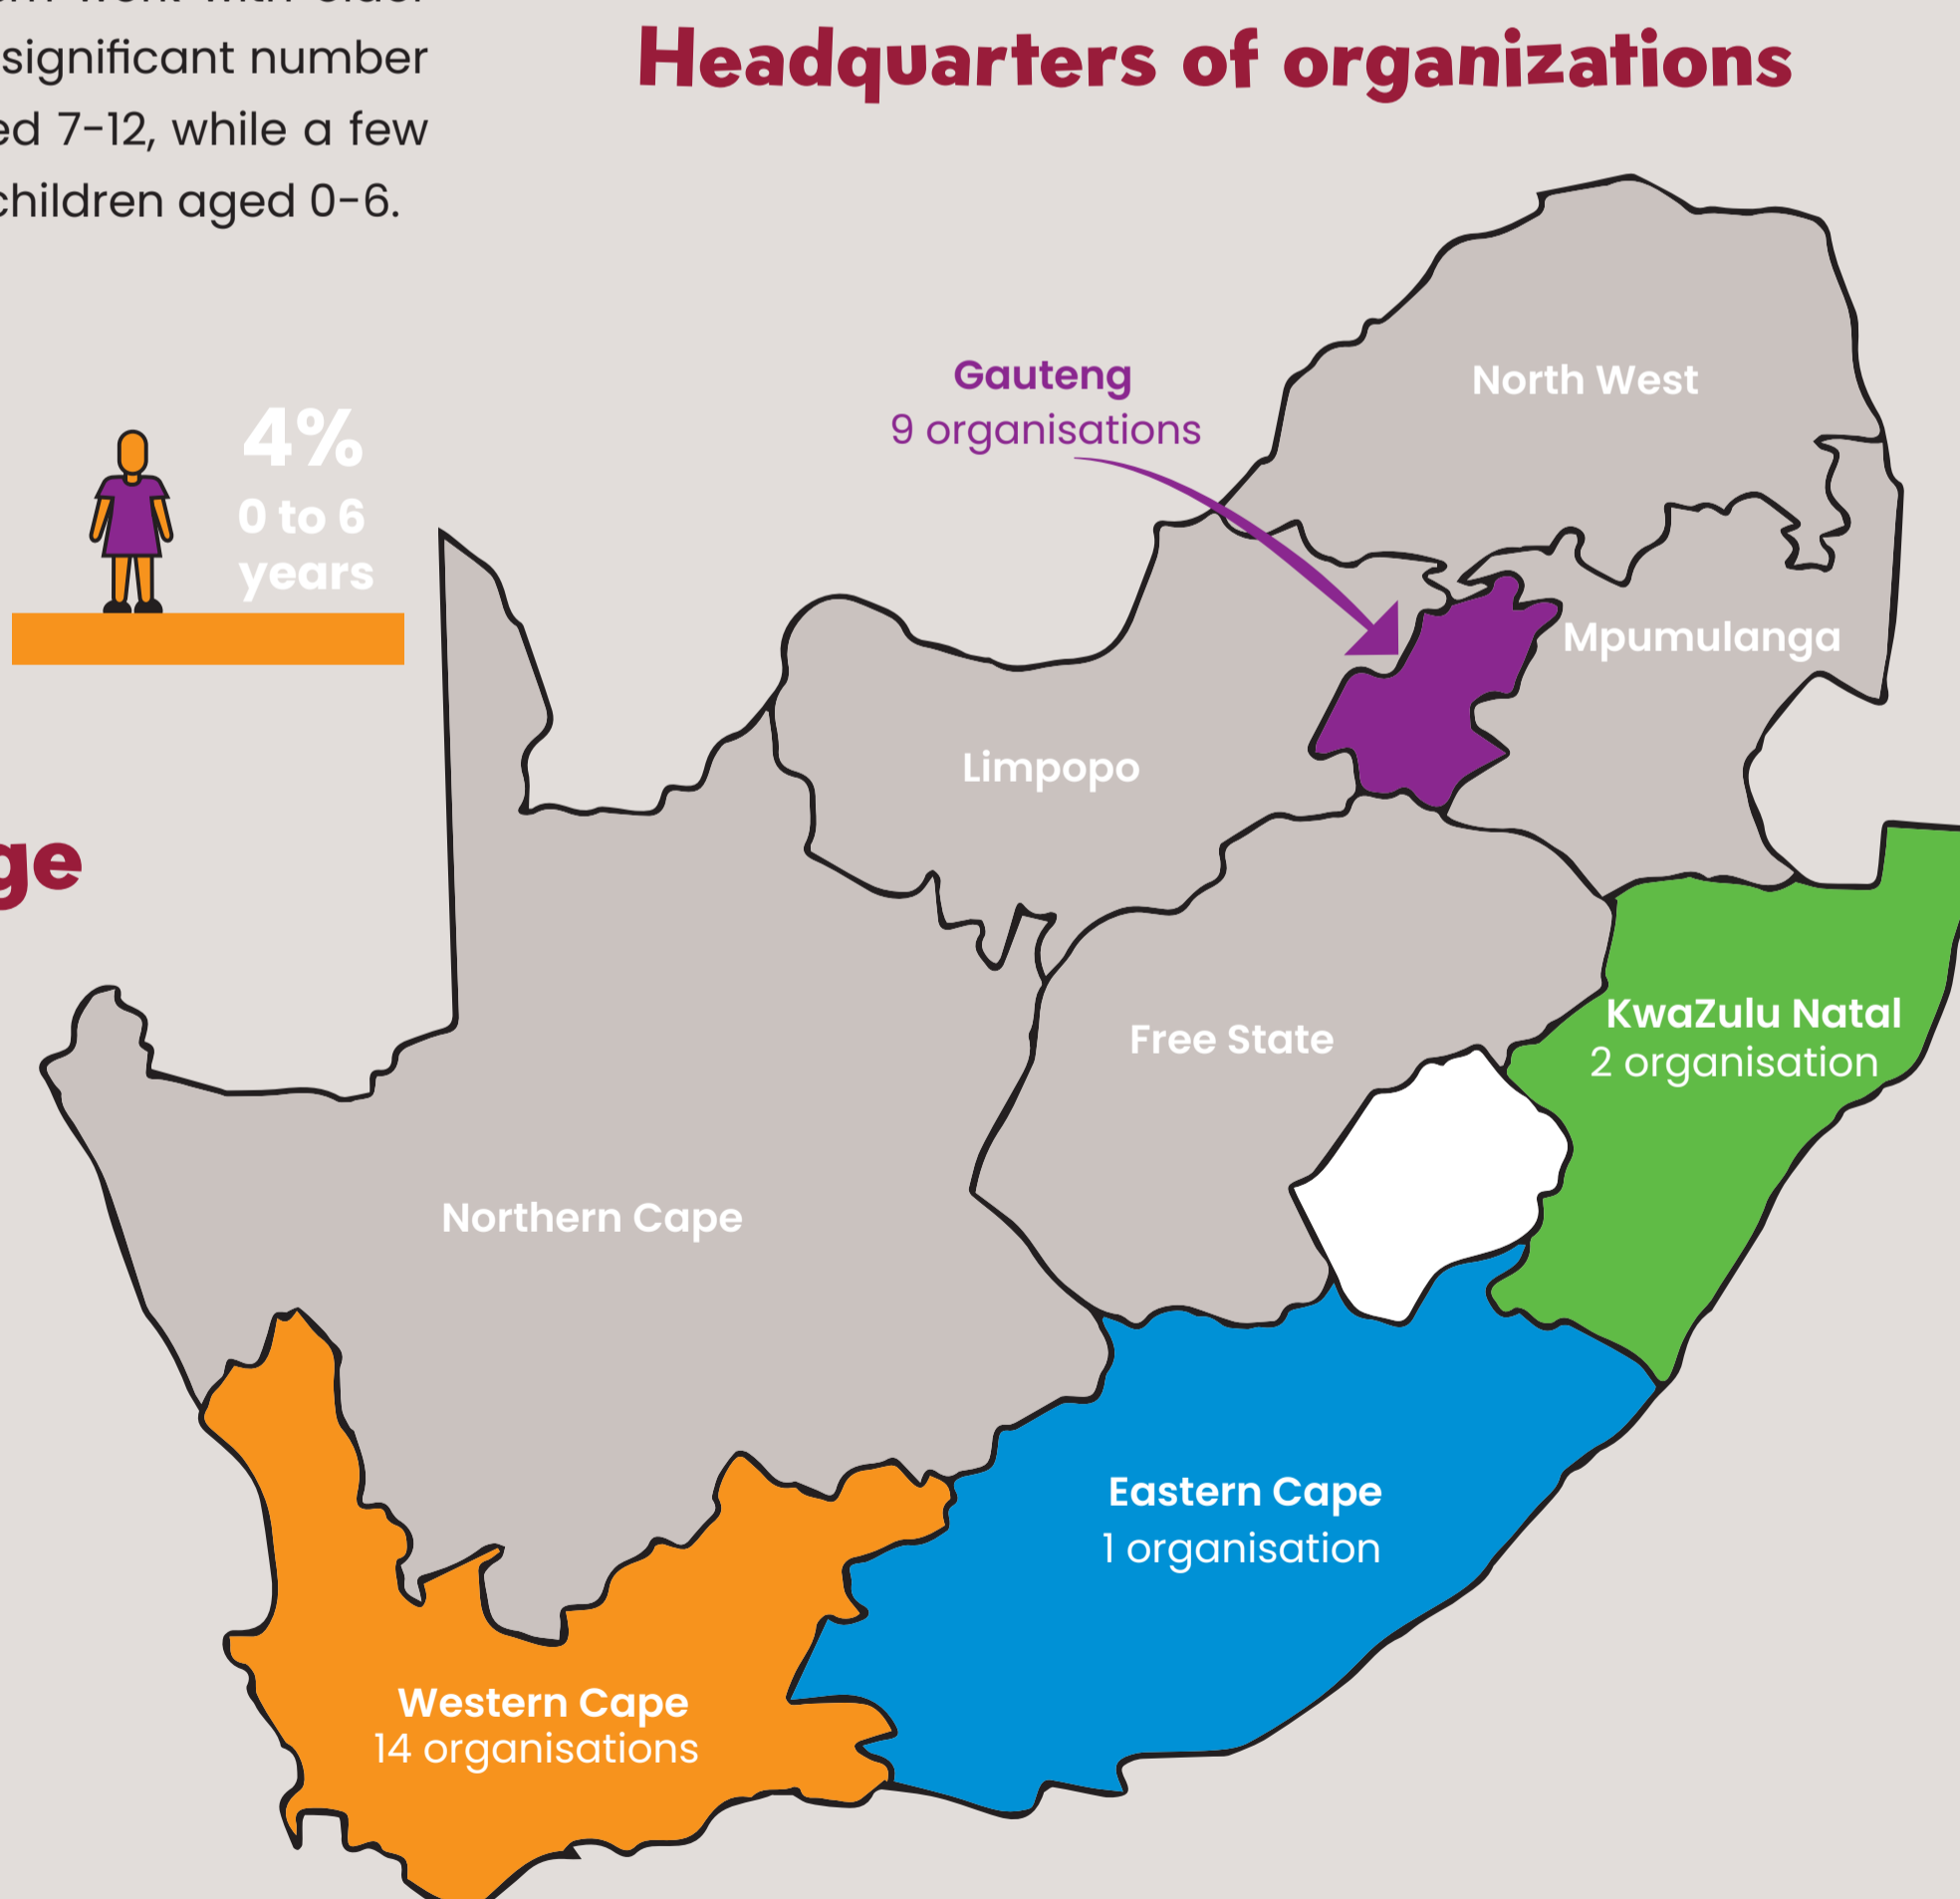 significant number
7-12, while a few
children aged 0-6.
Headquarters of organizations
4%
0 to 6
years
Gauteng
9 organisations
North West
Mpumulanga
Limpopo
Free State
KwaZulu Natal
2 organisation
Northern Cape
Eastern Cape
1 organisation
Western Cape
14 organisations